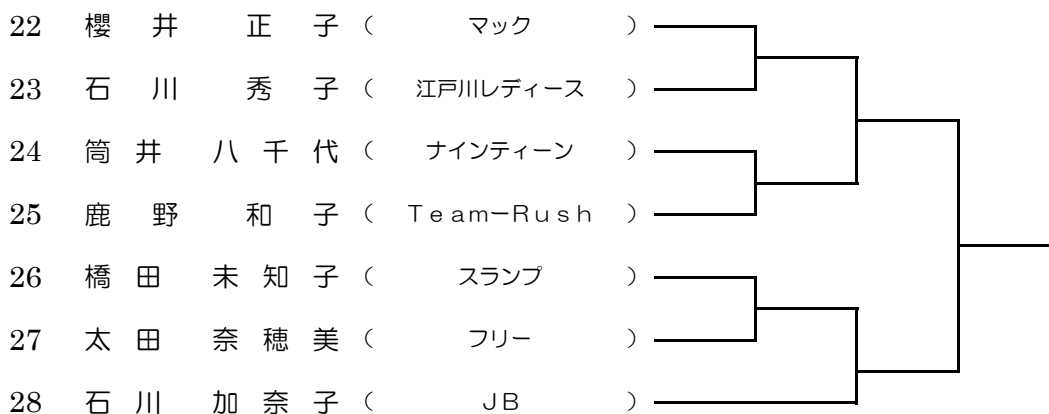 22 櫻井 正子（ マック ）
23 石川 秀子（ 江戸川レディース ）
24 筒井 八千代（ ナインティーン ）
25 鹿野 和子（ Ｔｅａｍ－Ｒｕｓｈ ）
26 橋田 未知子（ スランプ ）
27 太田 奈穂美（ フリー ）
28 石川 加奈子（ ＪＢ ）